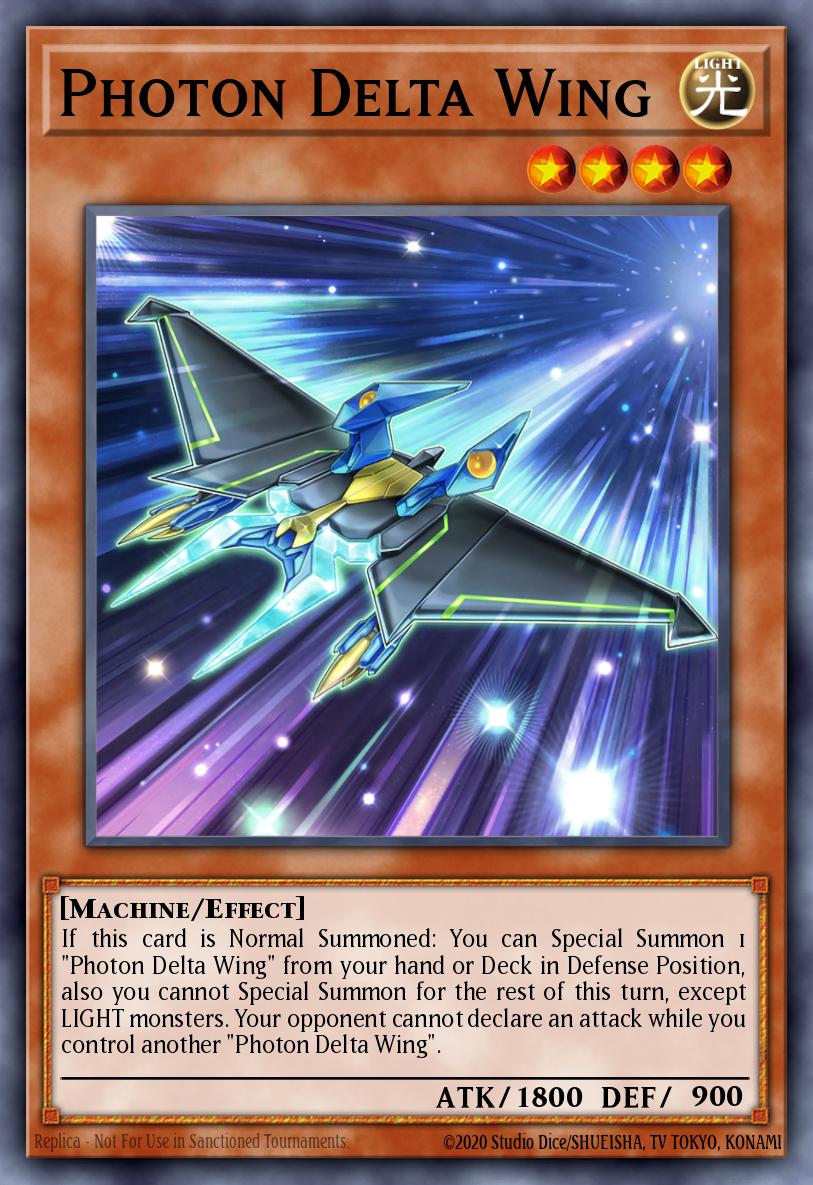 Photon Delta Wing
LIGHT
光
[Machine/Effect]
If this card is Normal Summoned: You can Special Summon 1
"Photon Delta Wing" from your hand or Deck in Defense Position,
also you cannot Special Summon for the rest of this turn, except
LIGHT monsters. Your opponent cannot declare an attack while you
control another "Photon Delta Wing".
ATK/1800 DEF/ 900
Replica - Not For Use in Sanctioned Tournaments.
©2020 Studio Dice/SHUEISHA, TV TOKYO, KONAMI